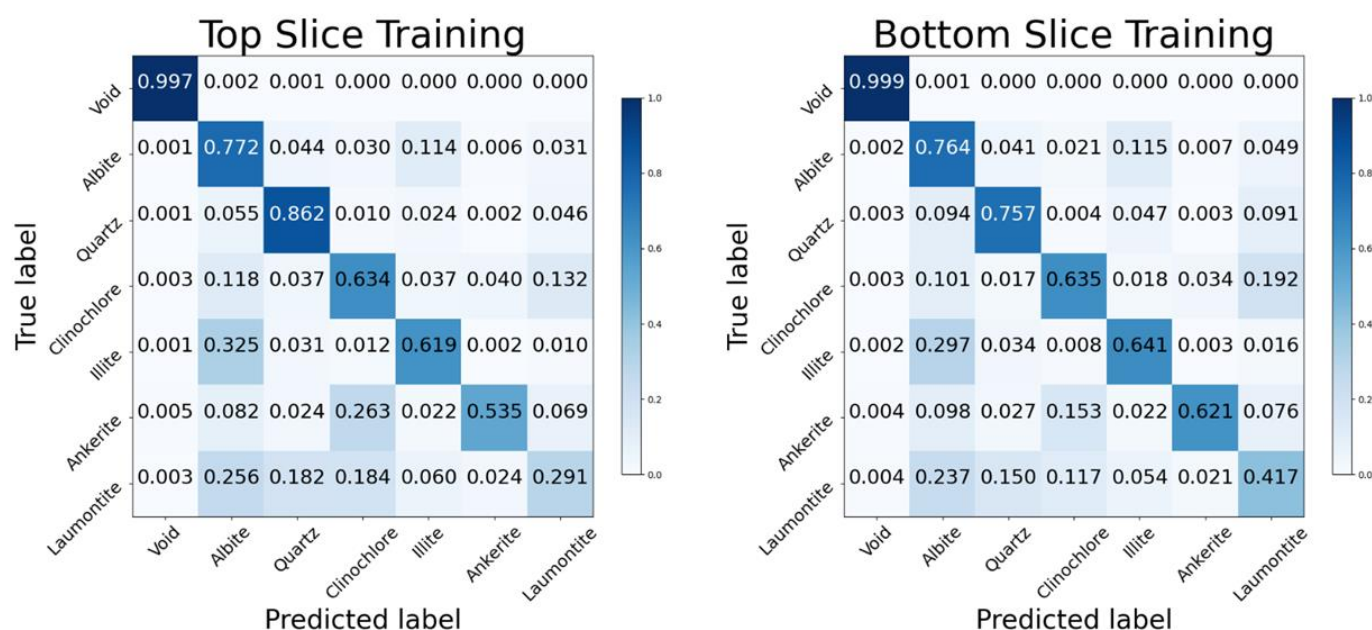 Top Slice Training
True label
Void 0.997 0.002 0.001 0.000 0.000 0.000 0.000
Albite 0.001 0.772 0.044 0.030 0.114 0.006 0.031
Quartz 0.001 0.055 0.862 0.010 0.024 0.002 0.046
Clinochlore 0.003 0.118 0.037 0.634 0.037 0.040 0.132
Illite 0.001 0.325 0.031 0.012 0.619 0.002 0.010
Ankerite 0.005 0.082 0.024 0.263 0.022 0.535 0.069
Laumontite 0.003 0.256 0.182 0.184 0.060 0.024 0.291
Void Albite Quartz Clinochlore Illite Ankerite Laumontite
Predicted label
1.0
0.8
0.6
0.4
0.2
0.0
Bottom Slice Training
True label
Void 0.999 0.001 0.000 0.000 0.000 0.000 0.000
Albite 0.002 0.764 0.041 0.021 0.115 0.007 0.049
Quartz 0.003 0.094 0.757 0.004 0.047 0.003 0.091
Clinochlore 0.003 0.101 0.017 0.635 0.018 0.034 0.192
Illite 0.002 0.297 0.034 0.008 0.641 0.003 0.016
Ankerite 0.004 0.098 0.027 0.153 0.022 0.621 0.076
Laumontite 0.004 0.237 0.150 0.117 0.054 0.021 0.417
Void Albite Quartz Clinochlore Illite Ankerite Laumontite
Predicted label
1.0
0.8
0.6
0.4
0.2
0.0